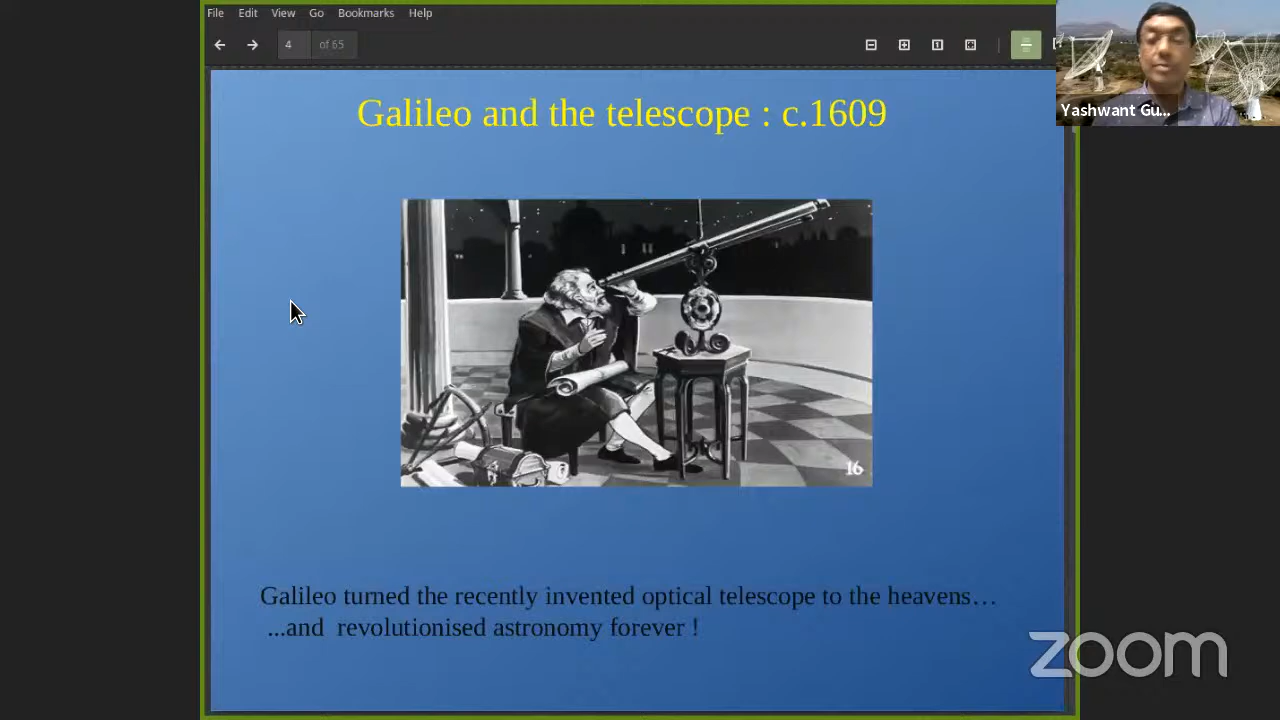 File Edit View Go Bookmarks Help
4 of 65
Yashwant Gu...
Galileo and the telescope : c.1609
16
Galileo turned the recently invented optical telescope to the heavens…
...and revolutionised astronomy forever !
zoom